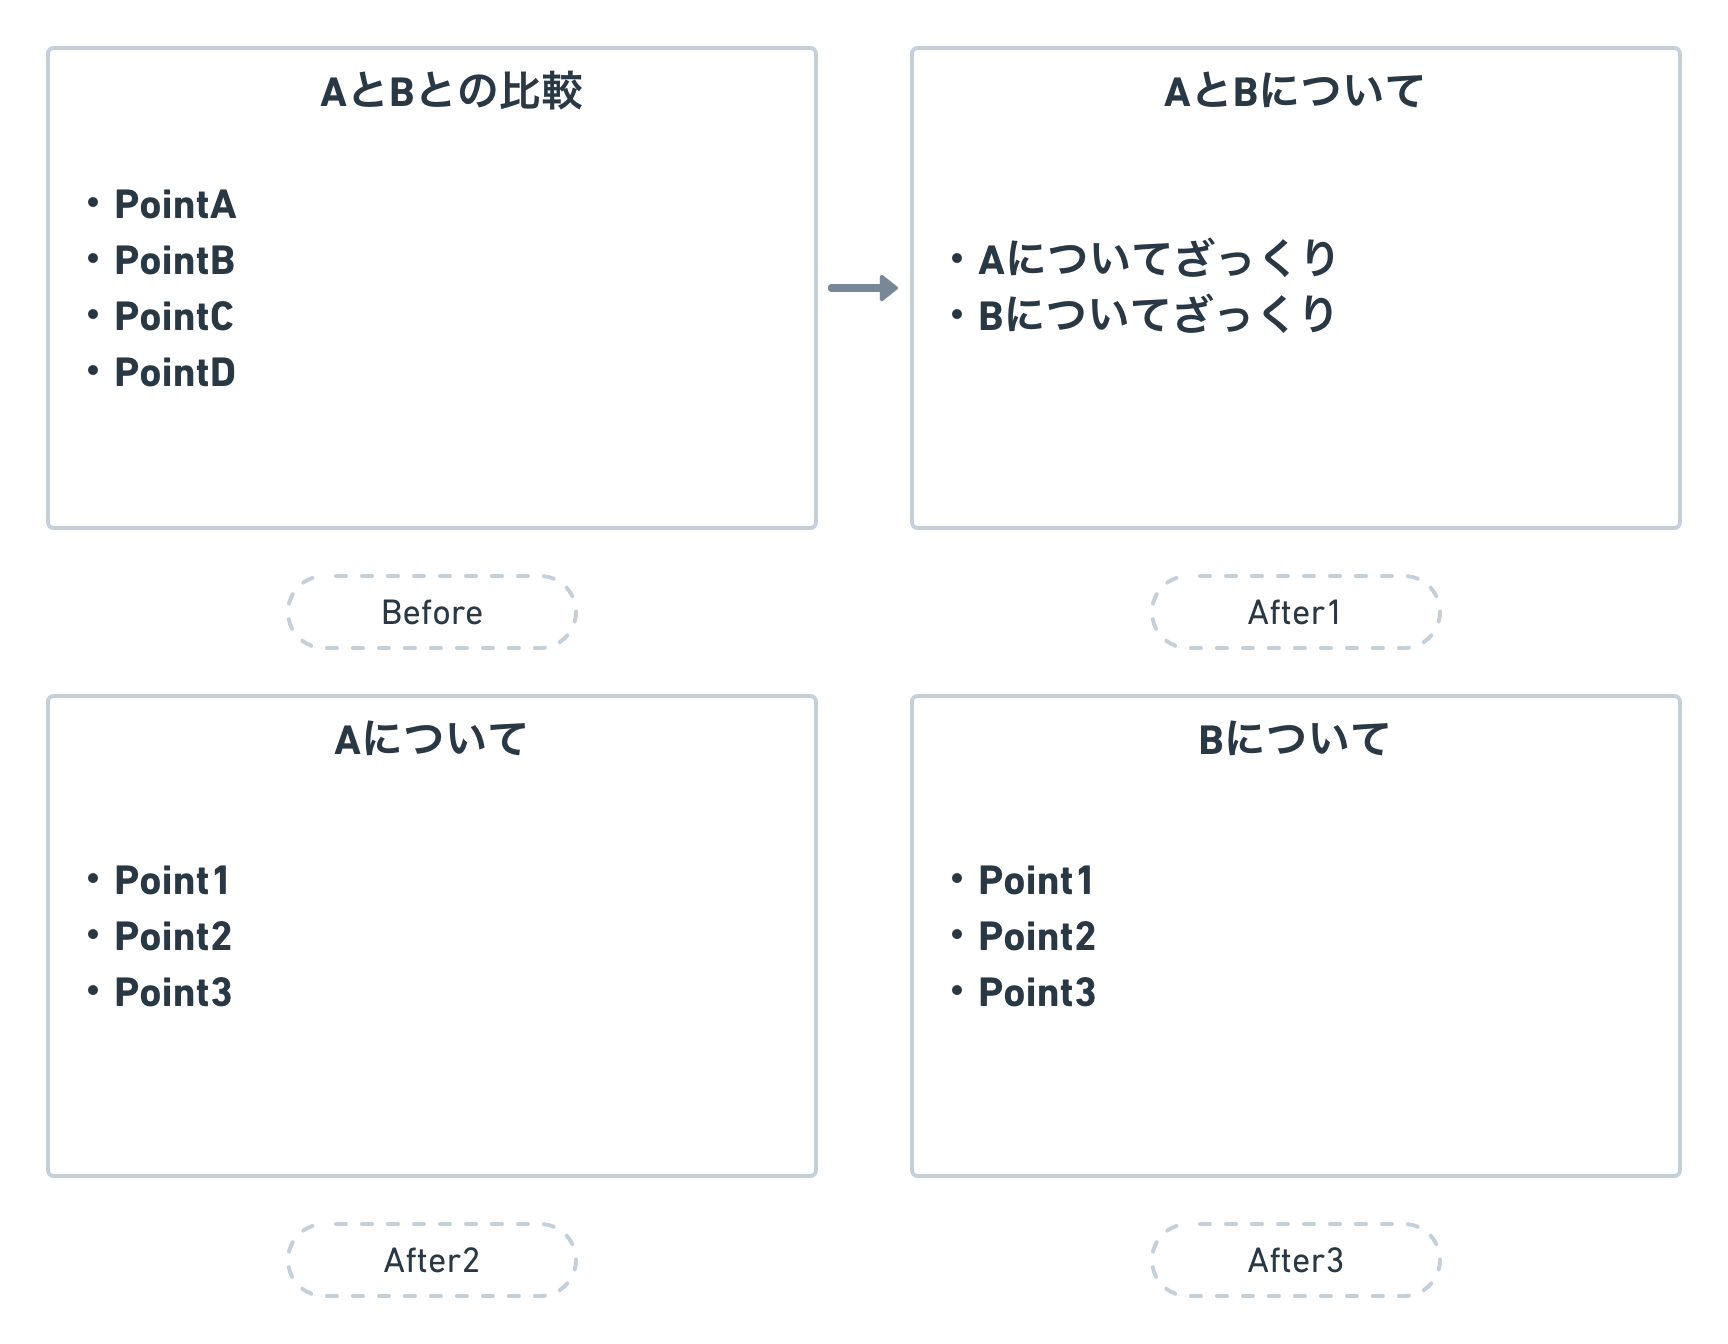 AとBとの比較
・PointA
・PointB
・PointC
・PointD
Before
AとBについて
・Aについてざっくり
・Bについてざっくり
After1
Aについて
・Point1
・Point2
・Point3
After2
Bについて
・Point1
・Point2
・Point3
After3